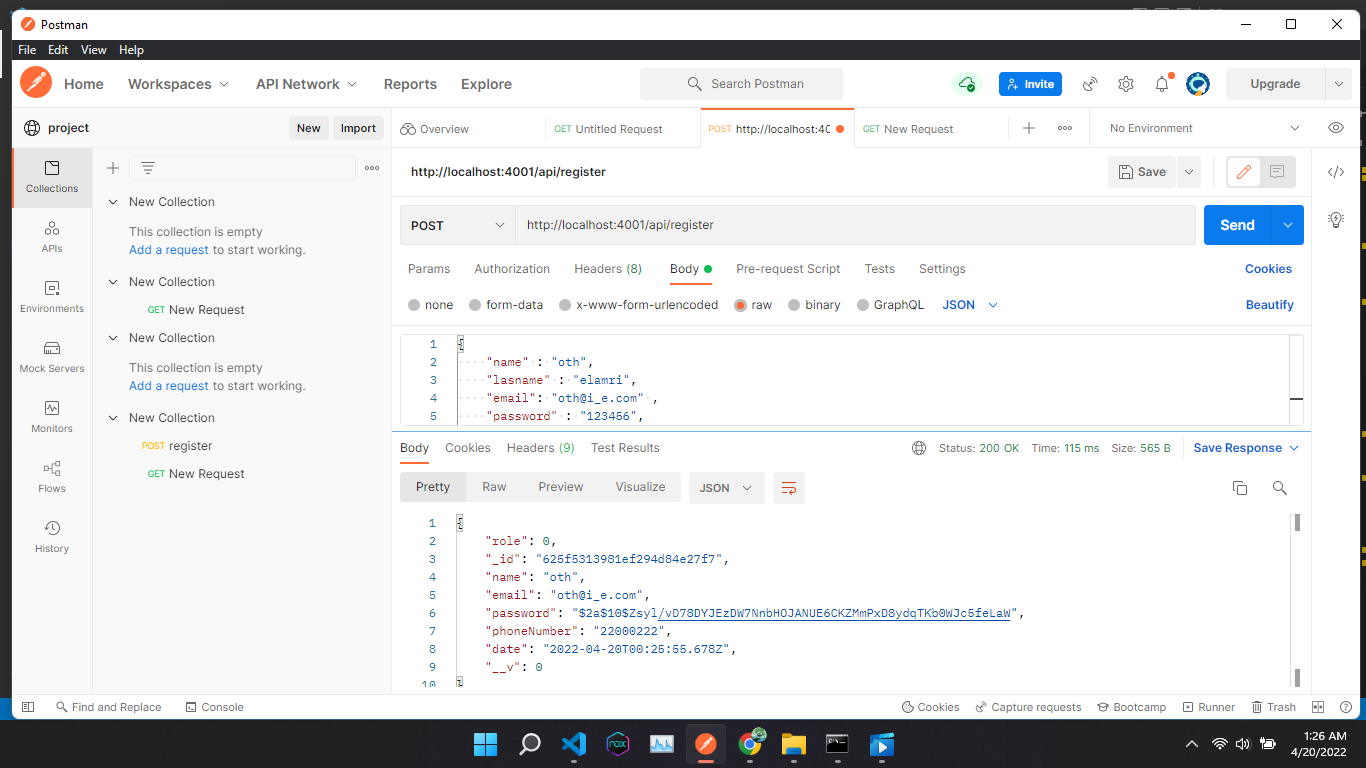 Postman
File Edit View Help
Home Workspaces API Network Reports Explore Search Postman Invite Upgrade
project New Import
Overview GET Untitled Request POST http://localhost:40 GET New Request No Environment
Collections
APIs
Environments
Mock Servers
Monitors
Flows
History
New Collection
This collection is empty
Add a request to start working.
New Collection
GET New Request
New Collection
This collection is empty
Add a request to start working.
New Collection
POST register
GET New Request
http://localhost:4001/api/register Save
POST http://localhost:4001/api/register Send
Params Authorization Headers (8) Body Pre-request Script Tests Settings Cookies
none form-data x-www-form-urlencoded raw binary GraphQL JSON Beautify
1 {
2 "name" : "oth",
3 "lasname" : "elamri",
4 "email": "oth@i_e.com" ,
5 "password" : "123456",
Body Cookies Headers (9) Test Results Status: 200 OK Time: 115 ms Size: 565 B Save Response
Pretty Raw Preview Visualize JSON
1 {
2 "role": 0,
3 "_id": "625f5313981ef294d84e27f7",
4 "name": "oth",
5 "email": "oth@i_e.com",
6 "password": "$2a$10$Zsyl/vD78DYJEzDW7NnbHOJANUE6CKZMmPxD8ydqTKb0WJc5feLaW",
7 "phoneNumber": "22000222",
8 "date": "2022-04-20T00:25:55.678Z",
9 "__v": 0
10 }
Find and Replace Console Cookies Capture requests Bootcamp Runner Trash
nox
1:26 AM
4/20/2022